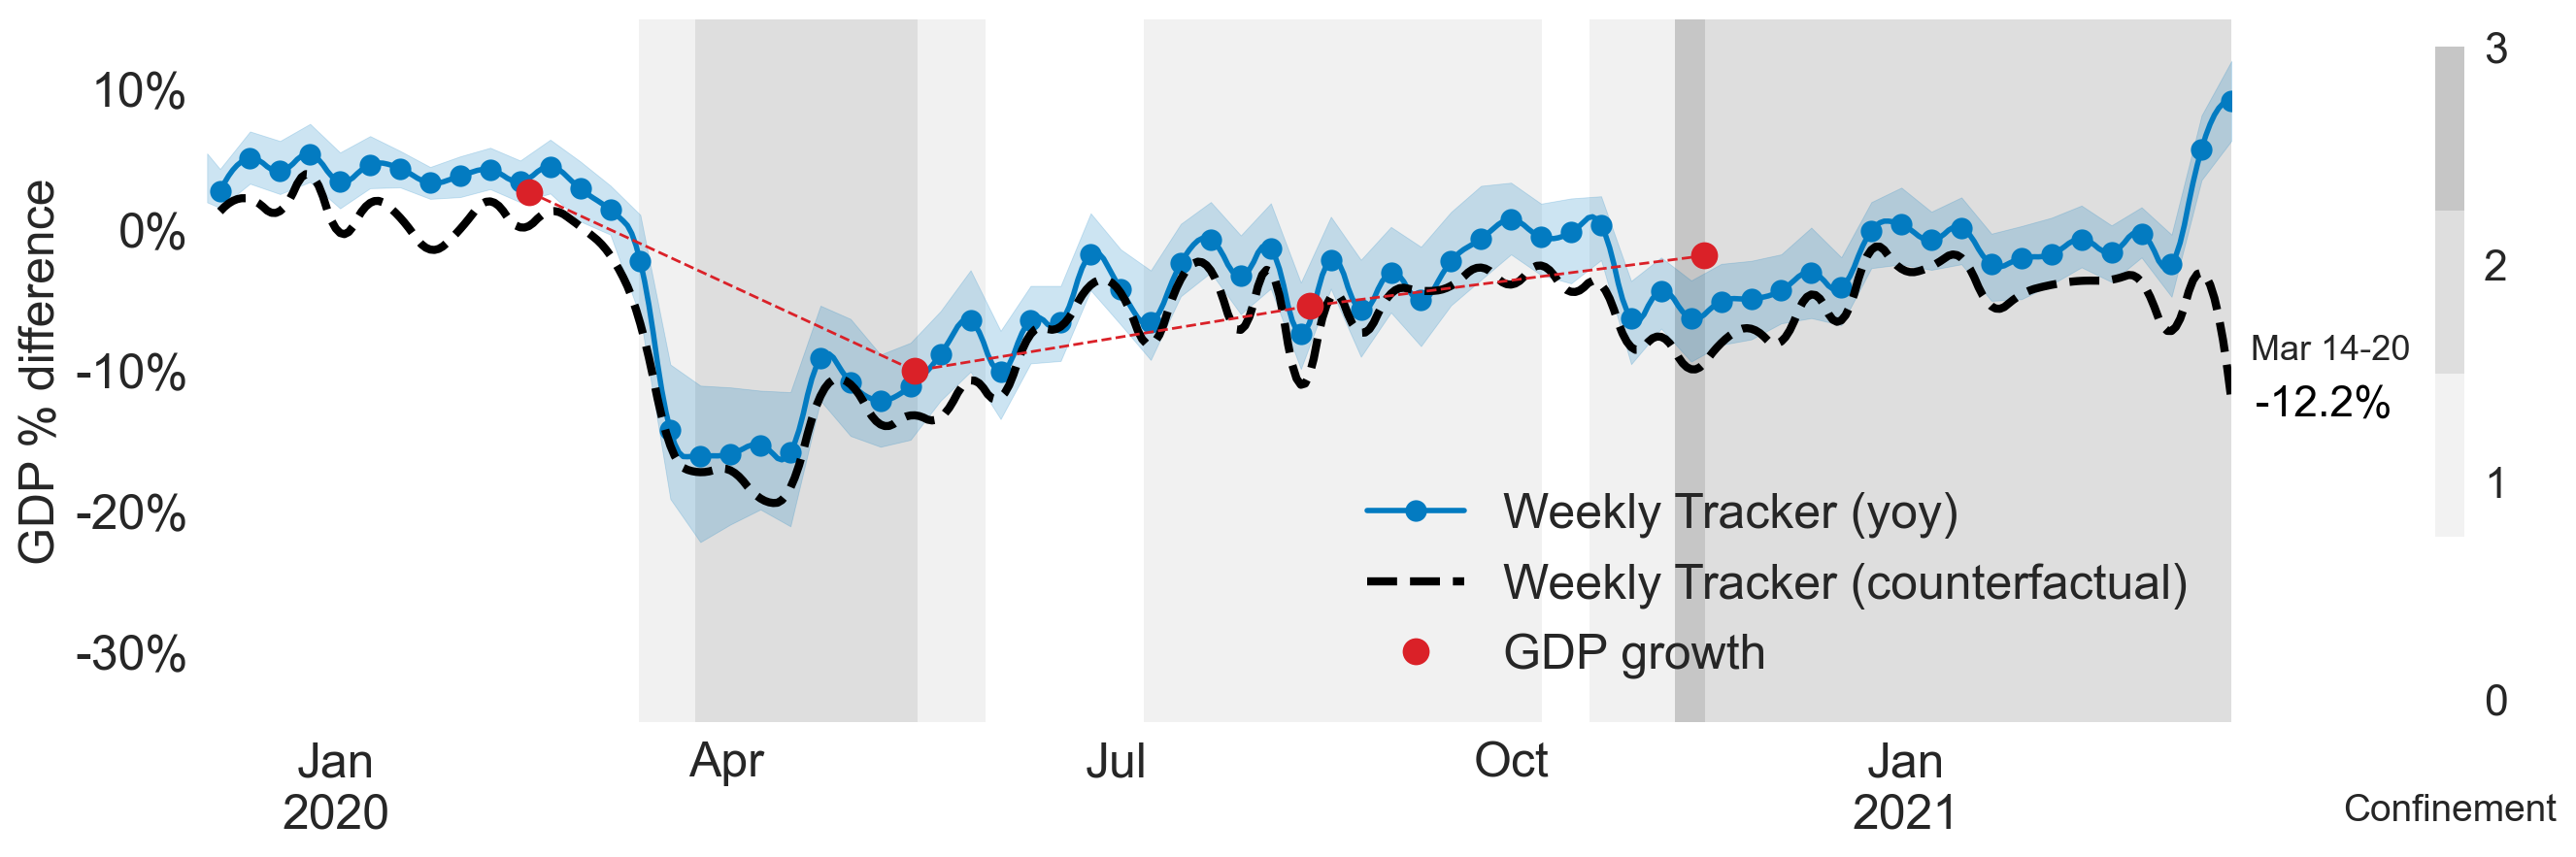 GDP % difference
10%
0%
-10%
-20%
-30%
Jan
2020
Apr
Jul
Oct
Jan
2021
Weekly Tracker (yoy)
Weekly Tracker (counterfactual)
GDP growth
Mar 14-20
-12.2%
3
2
1
0
Confinement